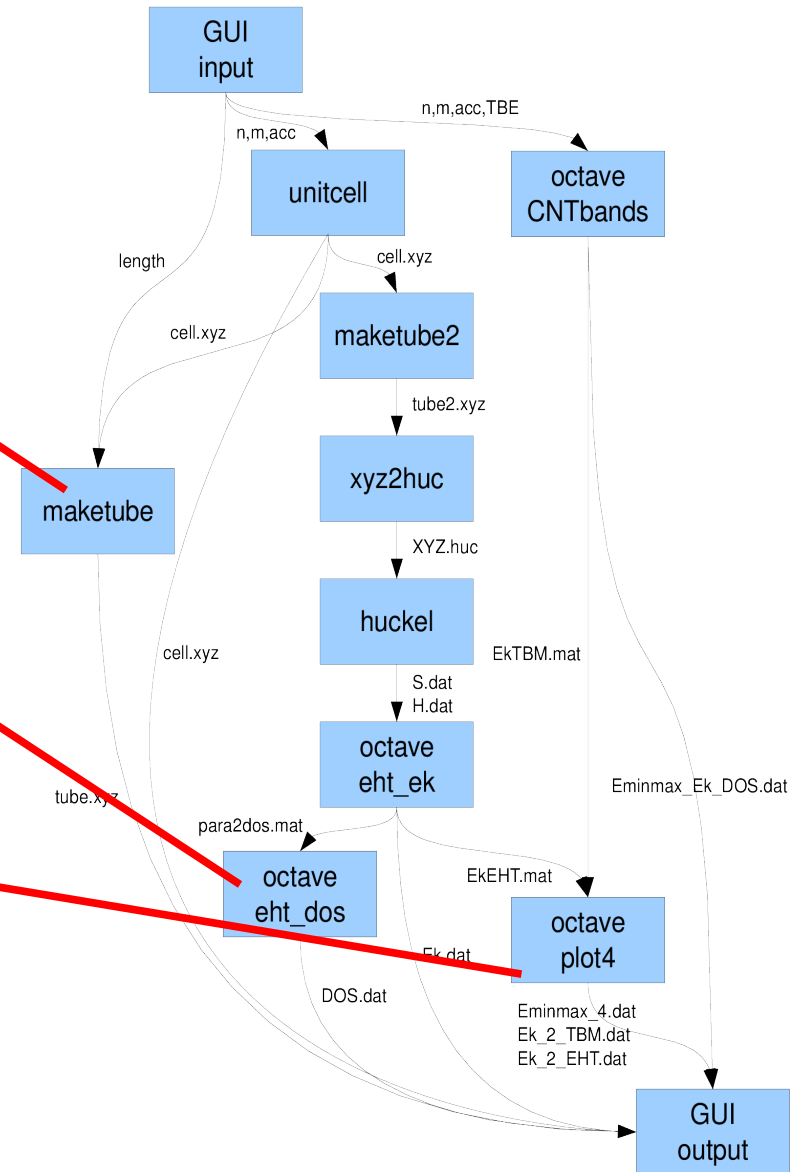 GUI
input
n,m,acc,TBE
n,m,acc
unitcell
octave
CNTbands
length
cell.xyz
cell.xyz
maketube2
tube2.xyz
maketube
xyz2huc
XYZ.huc
huckel
cell.xyz
EkTBM.mat
S.dat
H.dat
octave
eht_ek
tube.xyz
Eminmax_Ek_DOS.dat
para2dos.mat
EkEHT.mat
octave
eht_dos
octave
plot4
Ek.dat
DOS.dat
Eminmax_4.dat
Ek_2_TBM.dat
Ek_2_EHT.dat
GUI
output